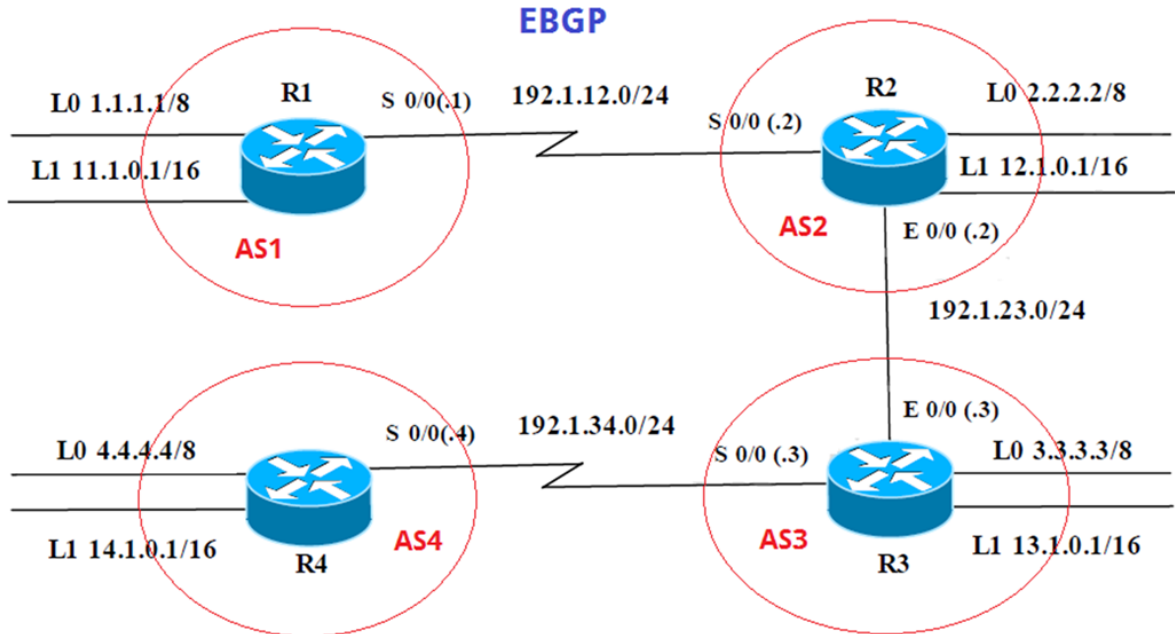 EBGP
L0 1.1.1.1/8
R1
S 0/0(.1)
192.1.12.0/24
R2
L0 2.2.2.2/8
S 0/0 (.2)
L1 11.1.0.1/16
L1 12.1.0.1/16
AS1
AS2
E 0/0 (.2)
192.1.23.0/24
L0 4.4.4.4/8
S 0/0(.4)
192.1.34.0/24
E 0/0 (.3)
S 0/0 (.3)
L0 3.3.3.3/8
L1 14.1.0.1/16
R4
AS4
AS3
R3
L1 13.1.0.1/16